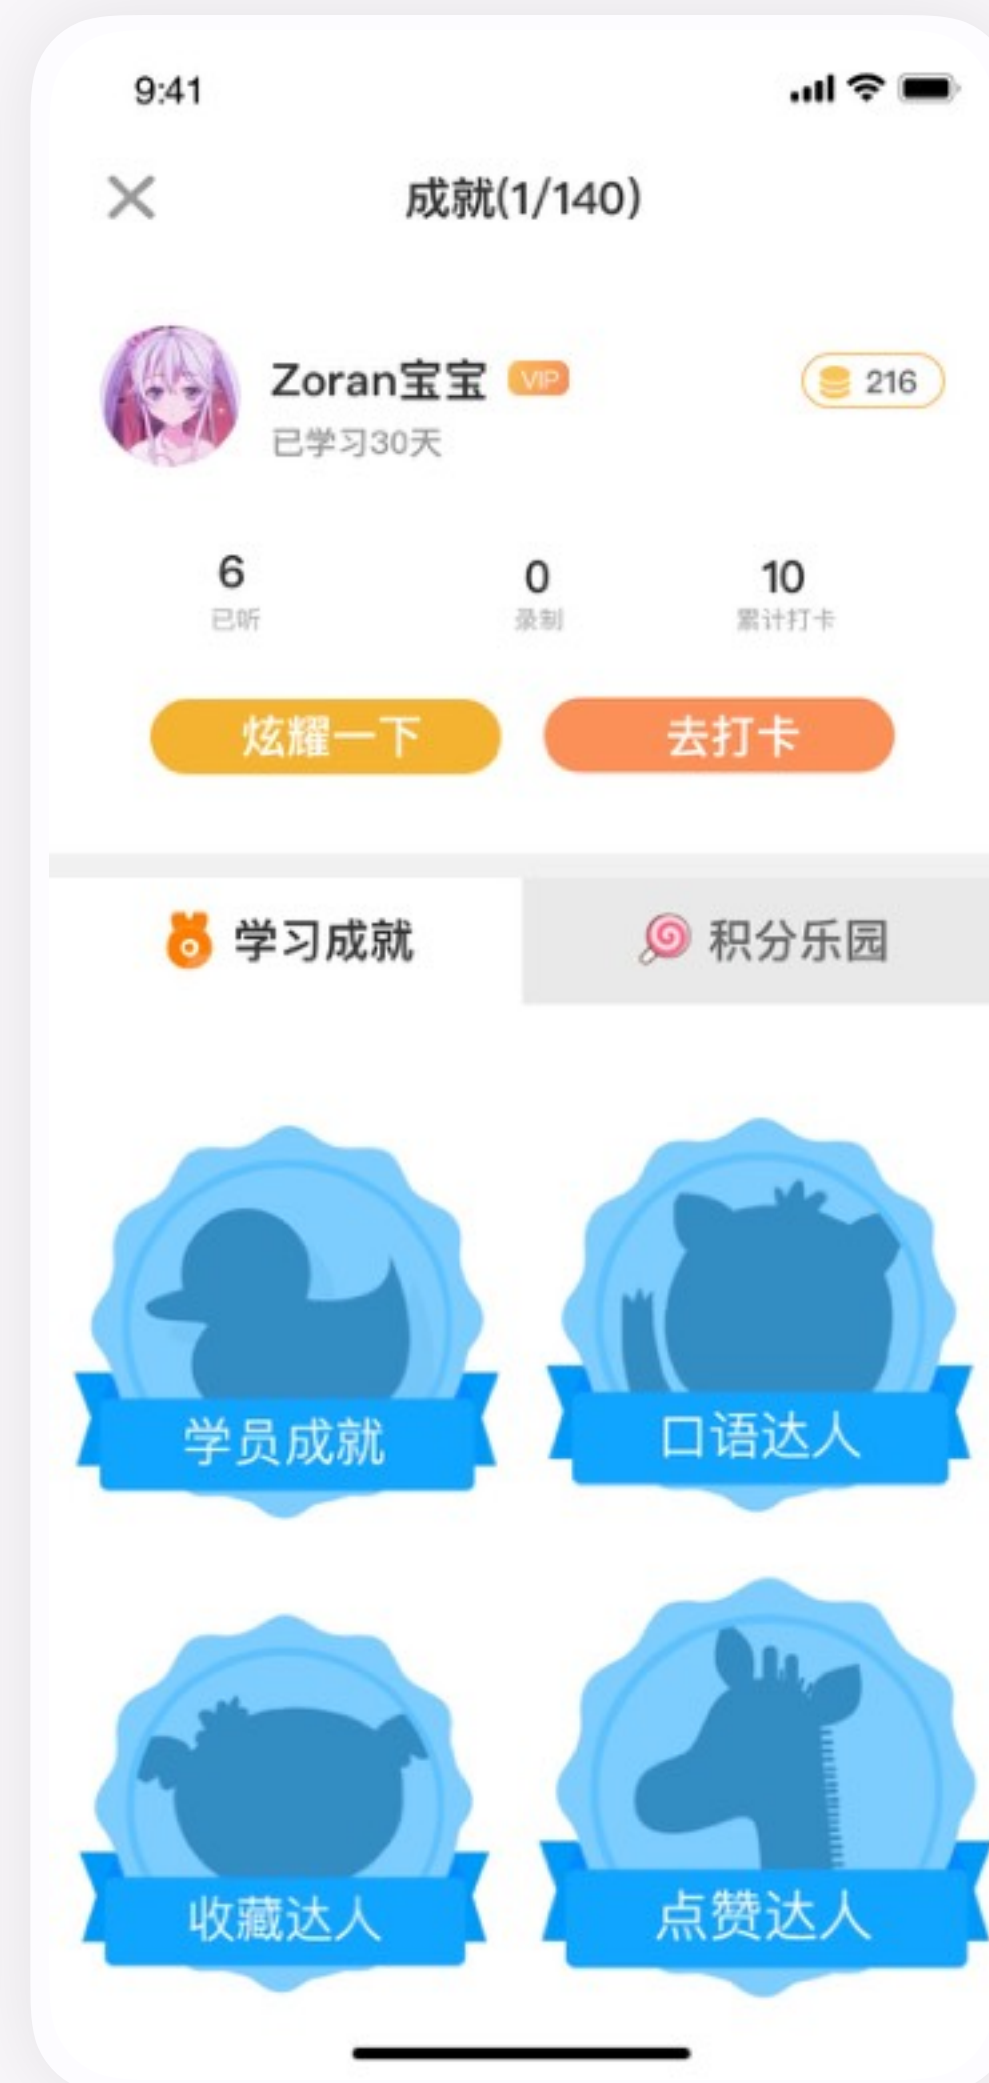 9:41
成就(1/140)
Zoran宝宝 VIP
216
已学习30天
6 0 10
已听 录制 累计打卡
炫耀一下 去打卡
学习成就 积分乐园
学员成就 口语达人
收藏达人 点赞达人